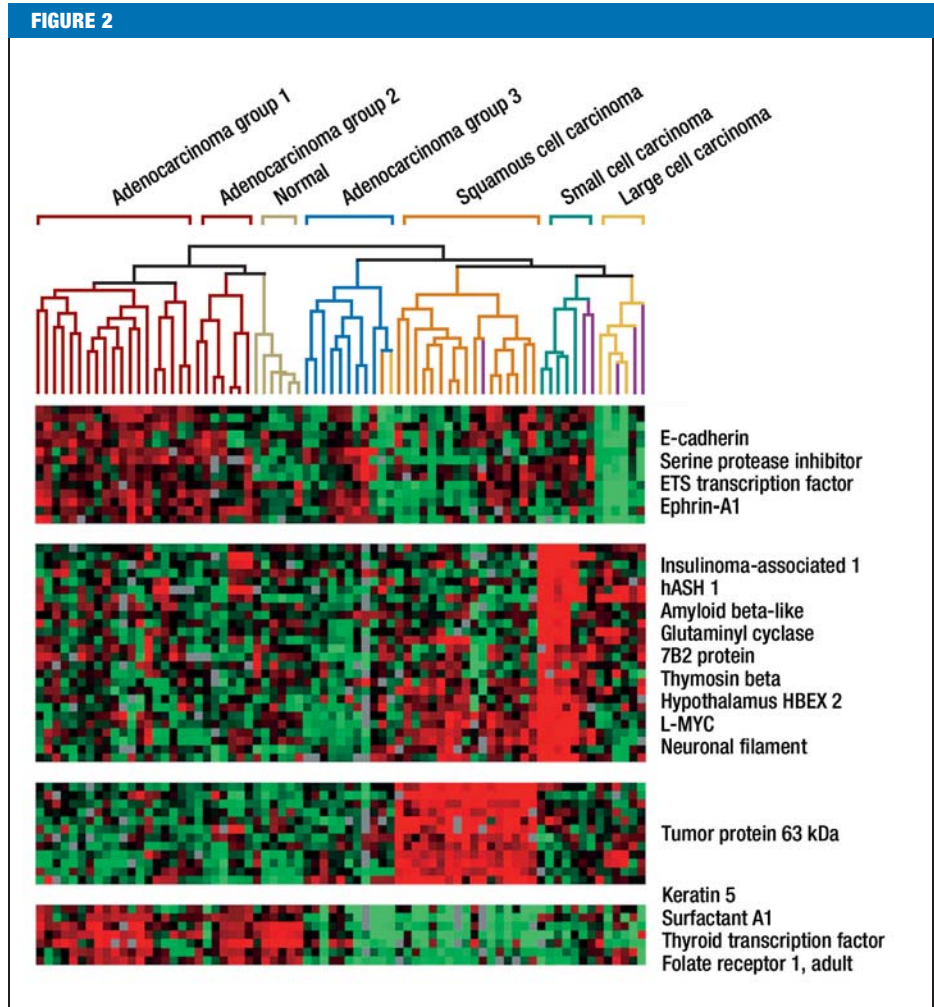 FIGURE 2
Adenocarcinoma group 1
Adenocarcinoma group 2
Normal
Adenocarcinoma group 3
Squamous cell carcinoma
Small cell carcinoma
Large cell carcinoma
E-cadherin
Serine protease inhibitor
ETS transcription factor
Ephrin-A1
Insulinoma-associated 1
hASH 1
Amyloid beta-like
Glutaminyl cyclase
7B2 protein
Thymosin beta
Hypothalamus HBEX 2
L-MYC
Neuronal filament
Tumor protein 63 kDa
Keratin 5
Surfactant A1
Thyroid transcription factor
Folate receptor 1, adult